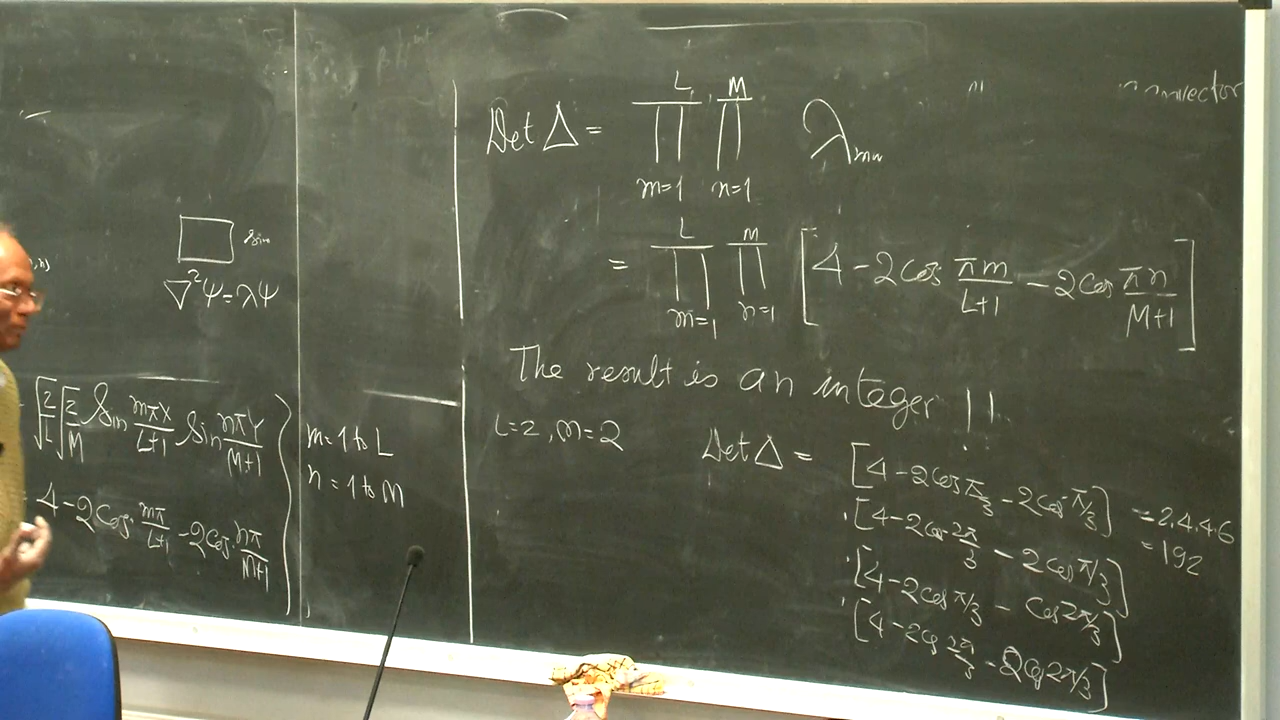 ∇²Ψ = λΨ
√(2/L) √(2/M) Sin mπX/(L+1) Sin nπY/(M+1)
4 - 2Cos mπ/(L+1) - 2Cos nπ/(M+1)
m = 1 to L
n = 1 to M
Det Δ = ∏_{m=1}^{L} ∏_{n=1}^{M} λ_{mn}
= ∏_{m=1}^{L} ∏_{n=1}^{M} [4 - 2Cos πm/(L+1) - 2Cos πn/(M+1)]
The result is an integer !!
L=2, M=2 Det Δ = [4 - 2Cos π/3 - 2Cos π/3] = 2.4.4.6
. [4 - 2Cos 2π/3 - 2Cos π/3] = 192
. [4 - 2Cos π/3 - Cos 2π/3]
. [4 - 2Cos 2π/3 - 2Cos 2π/3]